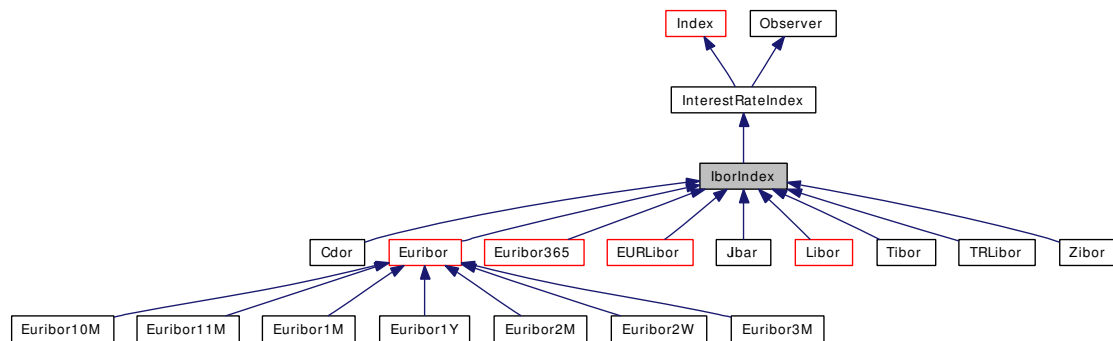 Index Observer
InterestRateIndex
IborIndex
Cdor Euribor Euribor365 EURLibor Jbar Libor Tibor TRLibor Zibor
Euribor10M Euribor11M Euribor1M Euribor1Y Euribor2M Euribor2W Euribor3M